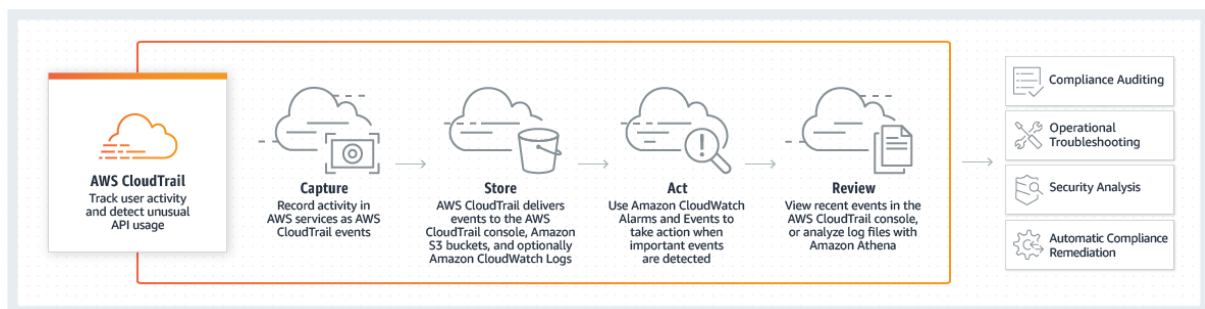 AWS CloudTrail
Track user activity
and detect unusual
API usage
Capture
Record activity in
AWS services as AWS
CloudTrail events
Store
AWS CloudTrail delivers
events to the AWS
CloudTrail console, Amazon
S3 buckets, and optionally
Amazon CloudWatch Logs
Act
Use Amazon CloudWatch
Alarms and Events to
take action when
important events
are detected
Review
View recent events in the
AWS CloudTrail console,
or analyze log files with
Amazon Athena
Compliance Auditing
Operational
Troubleshooting
Security Analysis
Automatic Compliance
Remediation